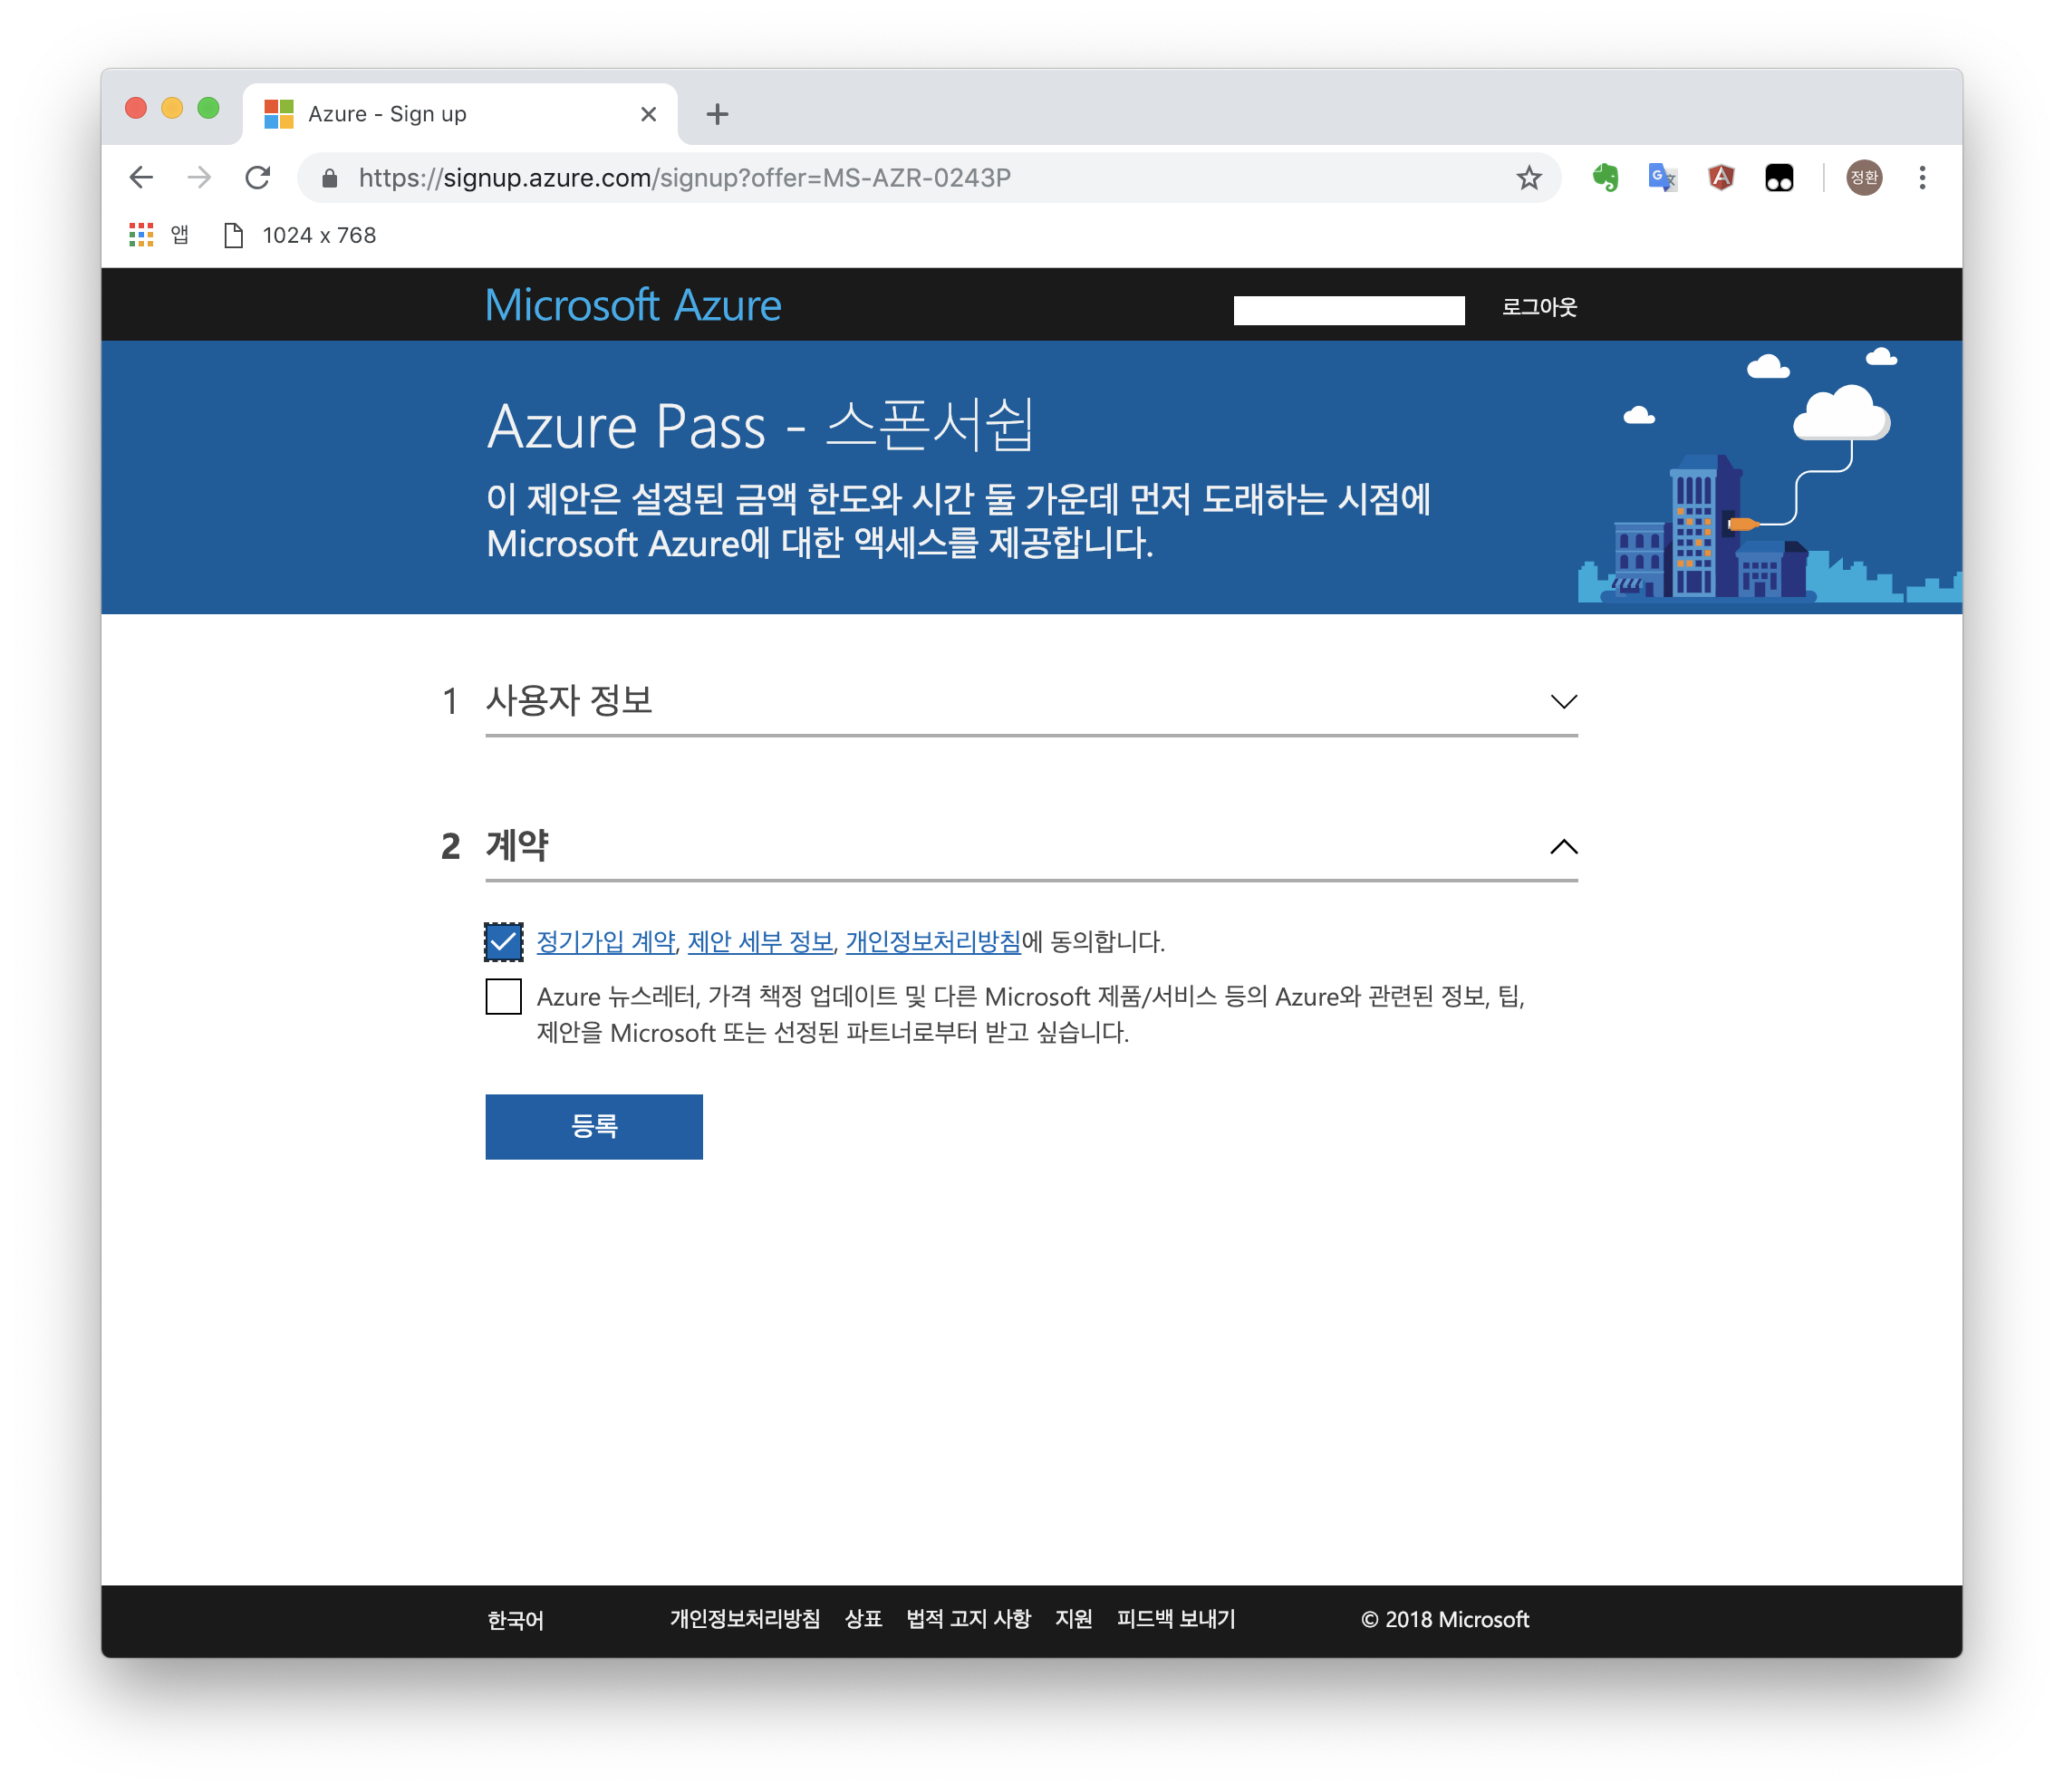 Azure - Sign up
https://signup.azure.com/signup?offer=MS-AZR-0243P
정환
앱
1024 x 768
Microsoft Azure
로그아웃
Azure Pass - 스폰서쉽
이 제안은 설정된 금액 한도와 시간 둘 가운데 먼저 도래하는 시점에
Microsoft Azure에 대한 액세스를 제공합니다.
1 사용자 정보
2 계약
정기가입 계약, 제안 세부 정보, 개인정보처리방침에 동의합니다.
Azure 뉴스레터, 가격 책정 업데이트 및 다른 Microsoft 제품/서비스 등의 Azure와 관련된 정보, 팁,
제안을 Microsoft 또는 선정된 파트너로부터 받고 싶습니다.
등록
한국어 개인정보처리방침 상표 법적 고지 사항 지원 피드백 보내기 © 2018 Microsoft